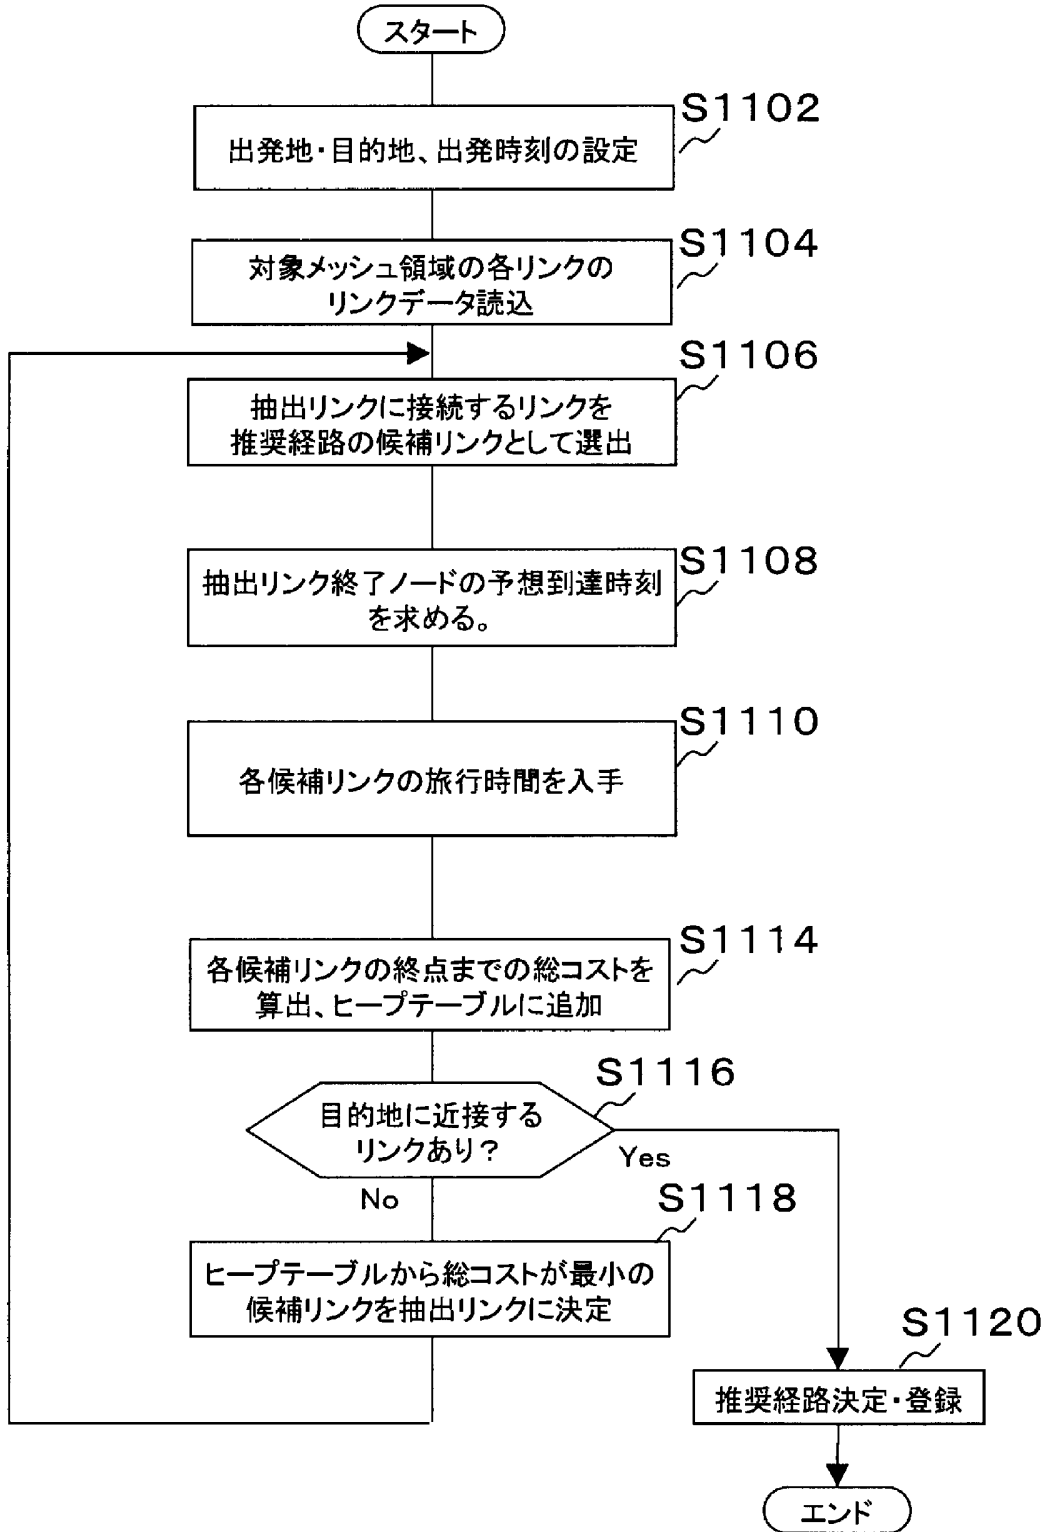 スタート
S1102
出発地・目的地、出発時刻の設定
S1104
対象メッシュ領域の各リンクの
リンクデータ読込
S1106
抽出リンクに接続するリンクを
推奨経路の候補リンクとして選出
S1108
抽出リンク終了ノードの予想到達時刻
を求める。
S1110
各候補リンクの旅行時間を入手
S1114
各候補リンクの終点までの総コストを
算出、ヒープテーブルに追加
S1116
目的地に近接する
リンクあり？
Yes
No
S1118
ヒープテーブルから総コストが最小の
候補リンクを抽出リンクに決定
S1120
推奨経路決定・登録
エンド